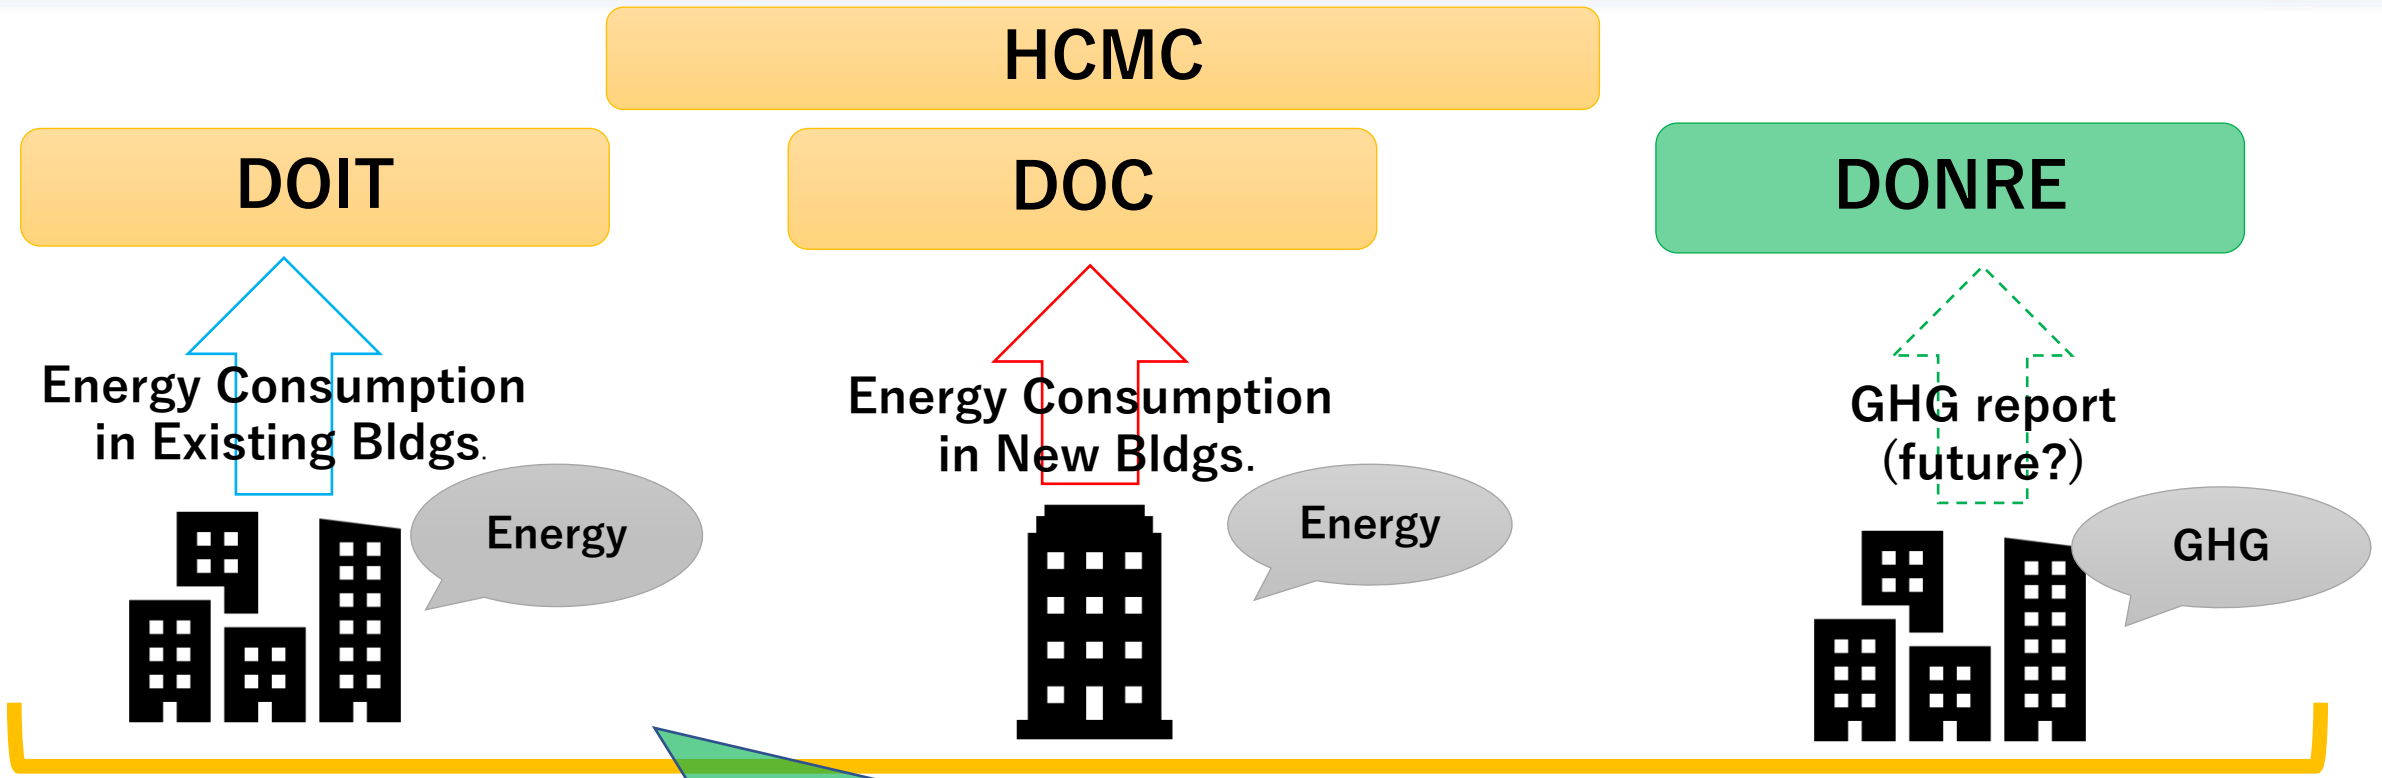 HCMC
DOIT
DOC
DONRE
Energy Consumption
in Existing Bldgs.
Energy
Energy Consumption
in New Bldgs.
Energy
GHG report
(future?)
GHG